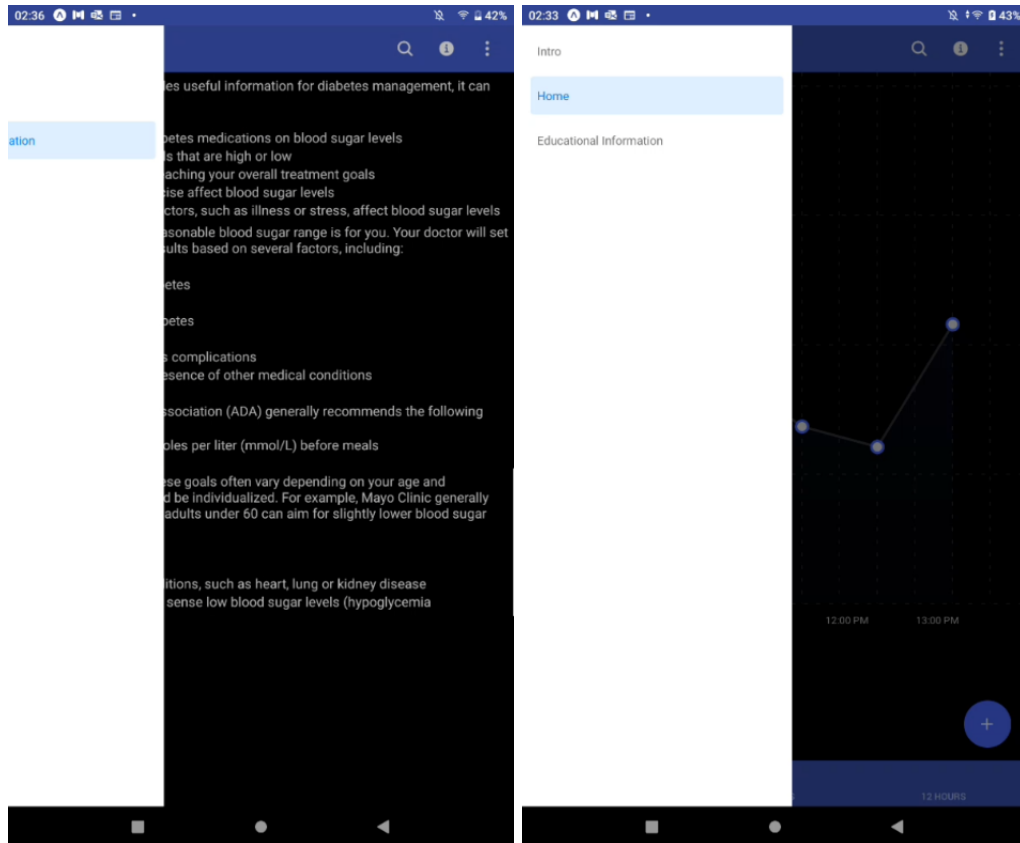 02:36
42%
ation
les useful information for diabetes management, it can
betes medications on blood sugar levels
ls that are high or low
aching your overall treatment goals
cise affect blood sugar levels
ctors, such as illness or stress, affect blood sugar levels
asonable blood sugar range is for you. Your doctor will set
ults based on several factors, including:
etes
betes
s complications
esence of other medical conditions
ssociation (ADA) generally recommends the following
oles per liter (mmol/L) before meals
ese goals often vary depending on your age and
d be individualized. For example, Mayo Clinic generally
adults under 60 can aim for slightly lower blood sugar
itions, such as heart, lung or kidney disease
sense low blood sugar levels (hypoglycemia
02:33
43%
Intro
Home
Educational Information
12:00 PM
13:00 PM
12 HOURS